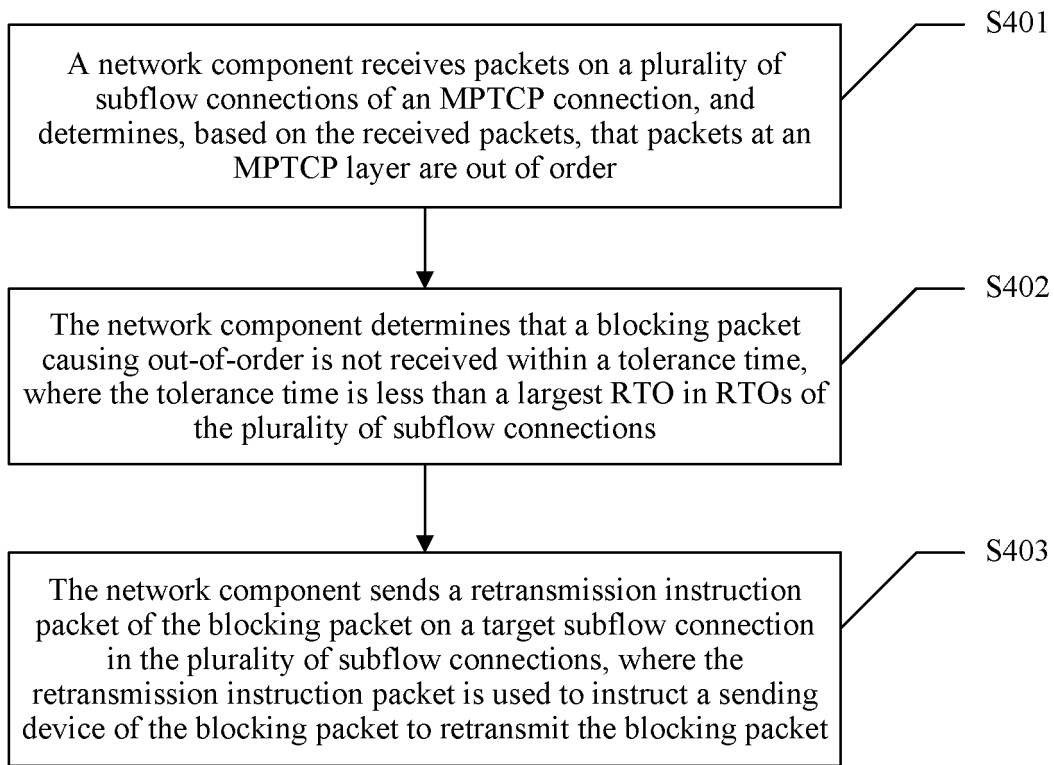 S401
A network component receives packets on a plurality of
subflow connections of an MPTCP connection, and
determines, based on the received packets, that packets at an
MPTCP layer are out of order
S402
The network component determines that a blocking packet
causing out-of-order is not received within a tolerance time,
where the tolerance time is less than a largest RTO in RTOs of
the plurality of subflow connections
S403
The network component sends a retransmission instruction
packet of the blocking packet on a target subflow connection
in the plurality of subflow connections, where the
retransmission instruction packet is used to instruct a sending
device of the blocking packet to retransmit the blocking packet